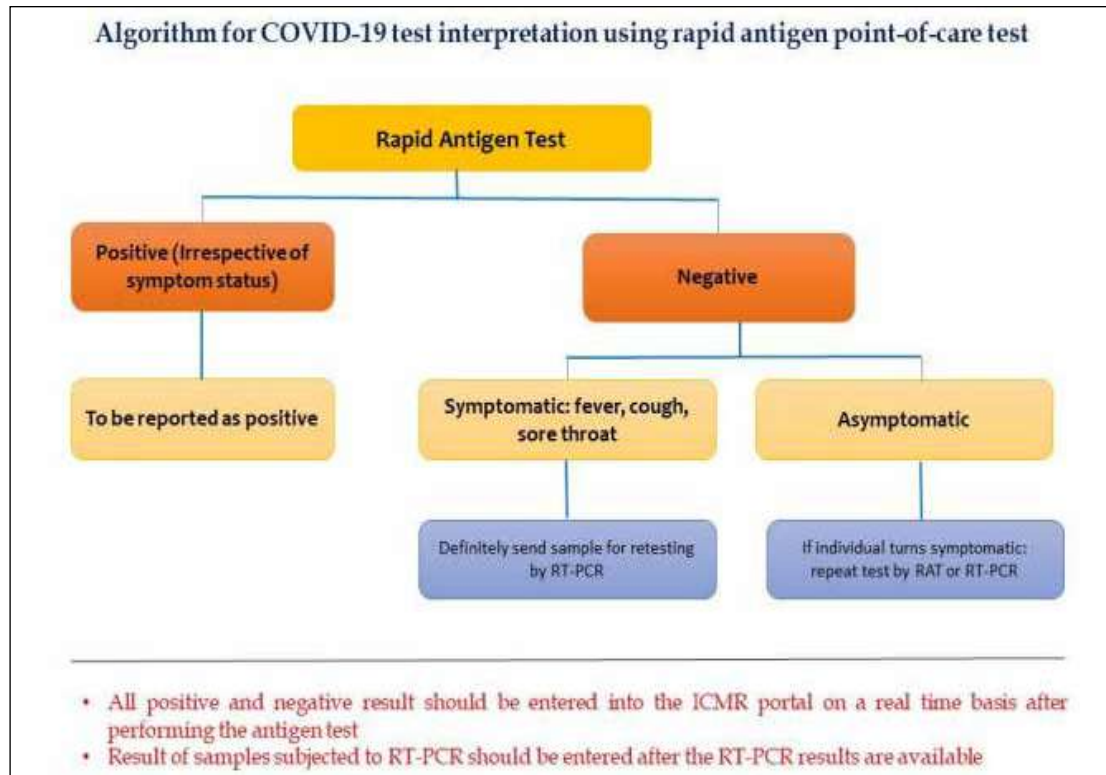 Algorithm for COVID-19 test interpretation using rapid antigen point-of-care test
Rapid Antigen Test
Positive (Irrespective of
symptom status)
Negative
To be reported as positive
Symptomatic: fever, cough,
sore throat
Asymptomatic
Definitely send sample for retesting
by RT-PCR
If individual turns symptomatic:
repeat test by RAT or RT-PCR
• All positive and negative result should be entered into the ICMR portal on a real time basis after
performing the antigen test
• Result of samples subjected to RT-PCR should be entered after the RT-PCR results are available